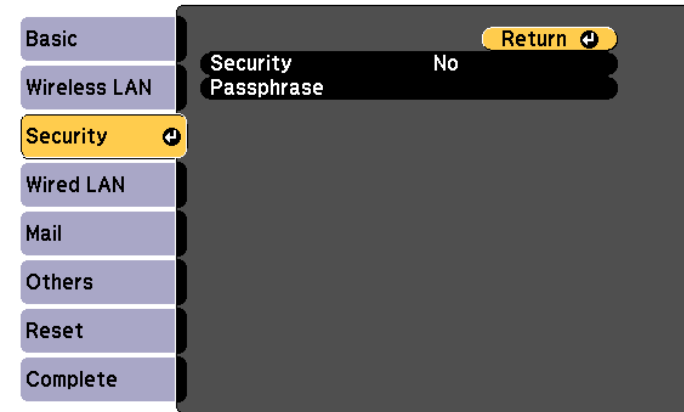 Basic
Wireless LAN
Security
Wired LAN
Mail
Others
Reset
Complete
Return
Security No
Passphrase